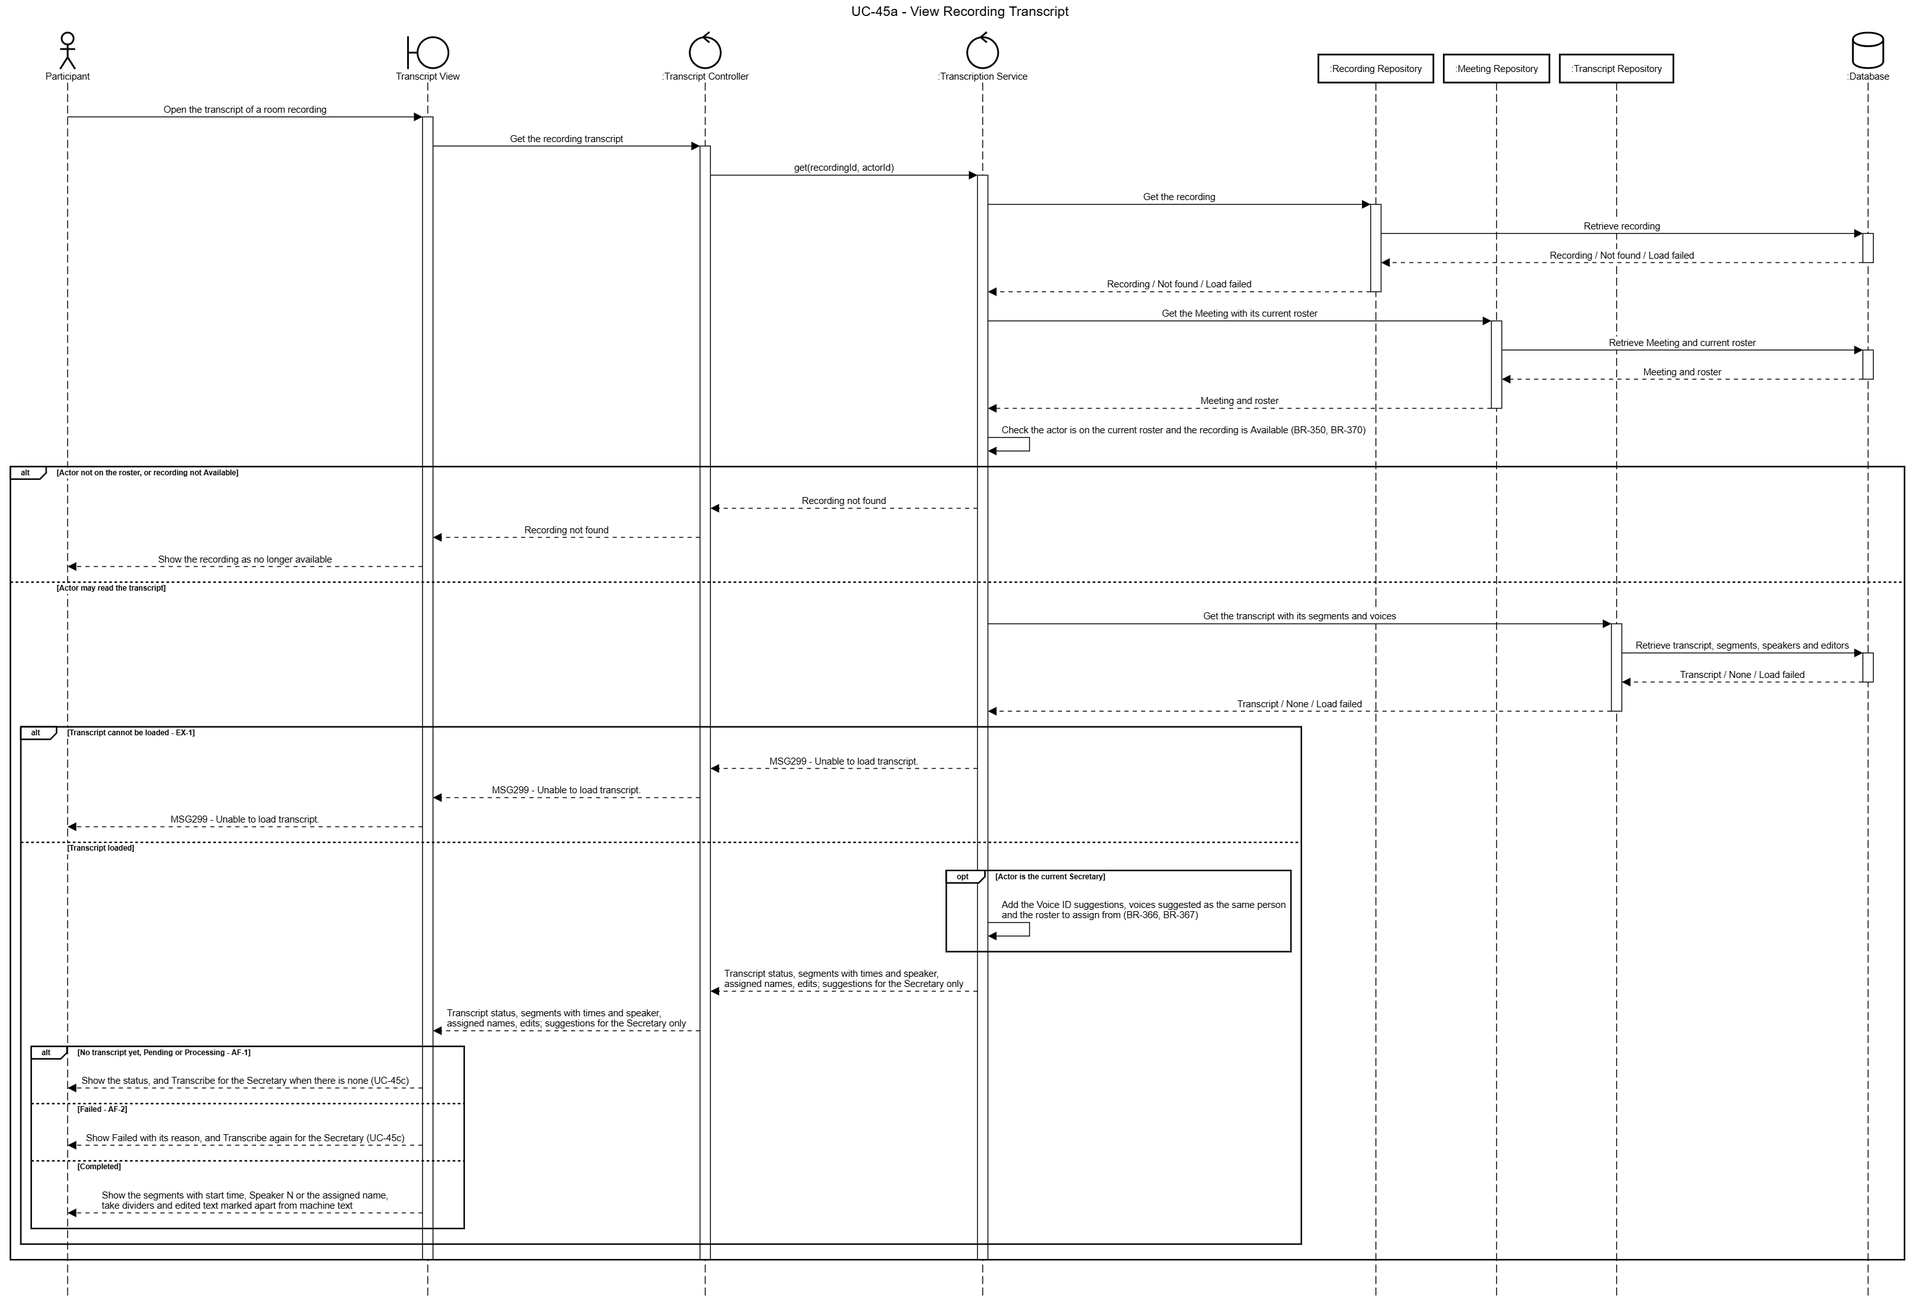 UC-45a - View Recording Transcript
Participant
Transcript View
:Transcript Controller
:Transcription Service
:Recording Repository
:Meeting Repository
:Transcript Repository
:Database
Open the transcript of a room recording
Get the recording transcript
get(recordingId, actorId)
Get the recording
Retrieve recording
Recording / Not found / Load failed
Recording / Not found / Load failed
Get the Meeting with its current roster
Retrieve Meeting and current roster
Meeting and roster
Meeting and roster
Check the actor is on the current roster and the recording is Available (BR-350, BR-370)
alt
[Actor not on the roster, or recording not Available]
Recording not found
Recording not found
Show the recording as no longer available
[Actor may read the transcript]
Get the transcript with its segments and voices
Retrieve transcript, segments, speakers and editors
Transcript / None / Load failed
Transcript / None / Load failed
alt
[Transcript cannot be loaded - EX-1]
MSG299 - Unable to load transcript.
MSG299 - Unable to load transcript.
MSG299 - Unable to load transcript.
[Transcript loaded]
opt
[Actor is the current Secretary]
Add the Voice ID suggestions, voices suggested as the same person
and the roster to assign from (BR-366, BR-367)
Transcript status, segments with times and speaker,
assigned names, edits; suggestions for the Secretary only
Transcript status, segments with times and speaker,
assigned names, edits; suggestions for the Secretary only
alt
[No transcript yet, Pending or Processing - AF-1]
Show the status, and Transcribe for the Secretary when there is none (UC-45c)
[Failed - AF-2]
Show Failed with its reason, and Transcribe again for the Secretary (UC-45c)
[Completed]
Show the segments with start time, Speaker N or the assigned name,
take dividers and edited text marked apart from machine text